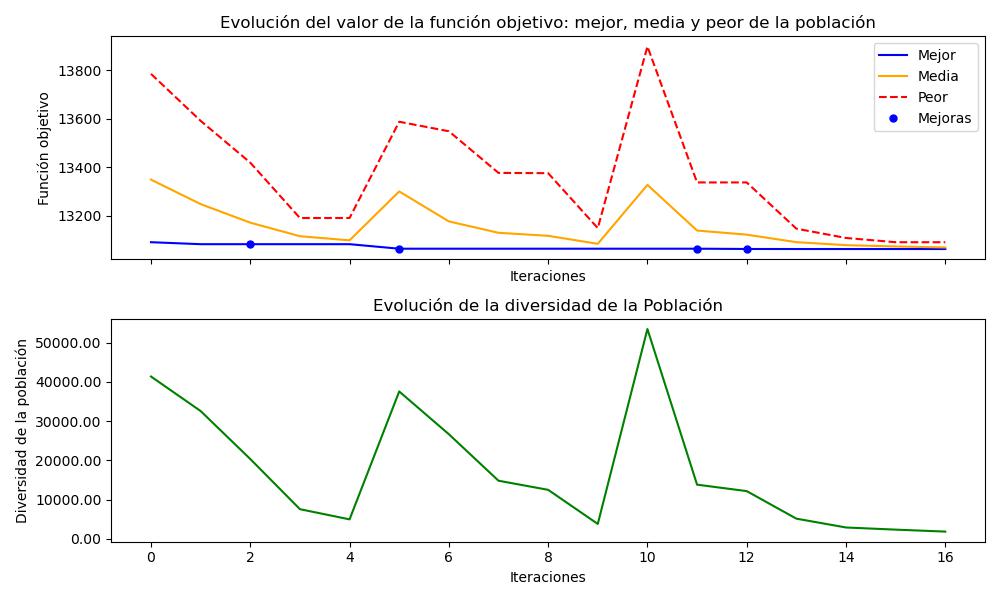 Evolución del valor de la función objetivo: mejor, media y peor de la población
Función objetivo
13800
13600
13400
13200
Mejor
Media
Peor
Mejoras
Iteraciones
Evolución de la diversidad de la Población
Diversidad de la población
50000.00
40000.00
30000.00
20000.00
10000.00
0.00
0 2 4 6 8 10 12 14 16
Iteraciones